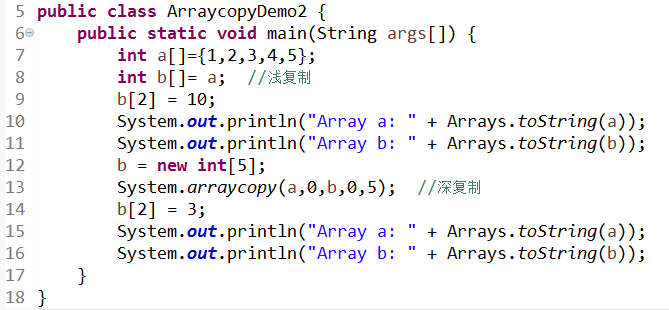 5 public class ArraycopyDemo2 {
6 public static void main(String args[]) {
7 int a[]={1,2,3,4,5};
8 int b[]= a; //浅复制
9 b[2] = 10;
10 System.out.println("Array a: " + Arrays.toString(a));
11 System.out.println("Array b: " + Arrays.toString(b));
12 b = new int[5];
13 System.arraycopy(a,0,b,0,5); //深复制
14 b[2] = 3;
15 System.out.println("Array a: " + Arrays.toString(a));
16 System.out.println("Array b: " + Arrays.toString(b));
17 }
18 }